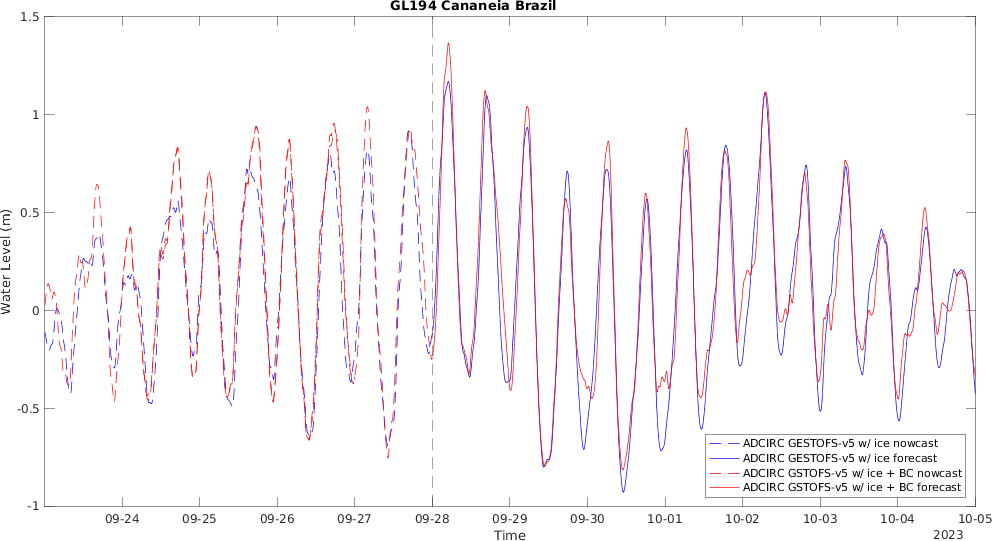 GL194 Cananeia Brazil
1.5
1
0.5
0
-0.5
-1
Water Level (m)
ADCIRC GESTOFS-v5 w/ ice nowcast
ADCIRC GESTOFS-v5 w/ ice forecast
ADCIRC GSTOFS-v5 w/ ice + BC nowcast
ADCIRC GSTOFS-v5 w/ ice + BC forecast
09-24 09-25 09-26 09-27 09-28 09-29 09-30 10-01 10-02 10-03 10-04 10-05
Time
2023